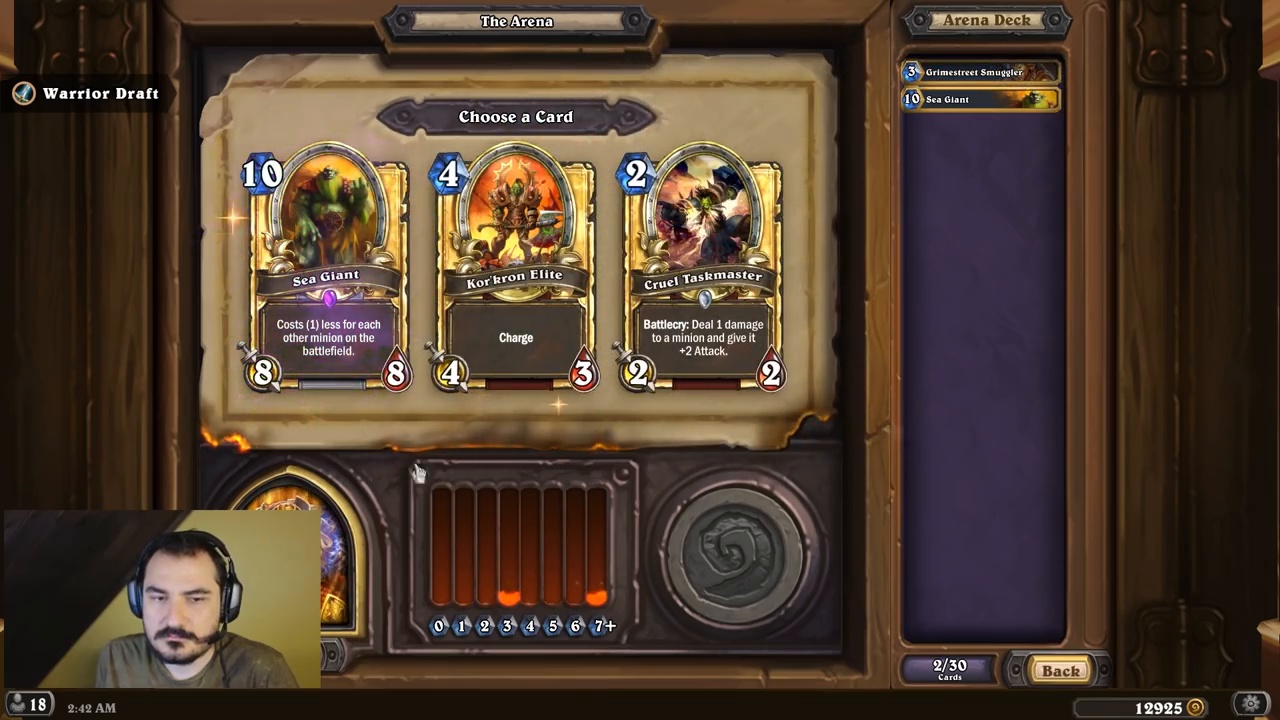 The Arena
Arena Deck
Warrior Draft
Choose a Card
3 Grimestreet Smuggler
10 Sea Giant
10
4
2
Sea Giant
Kor'kron Elite
Cruel Taskmaster
Costs (1) less for each
other minion on the
battlefield.
Charge
Battlecry: Deal 1 damage
to a minion and give it
+2 Attack.
8 8
4 3
2 2
0 1 2 3 4 5 6 7+
2/30
Cards
Back
18
2:42 AM
12925